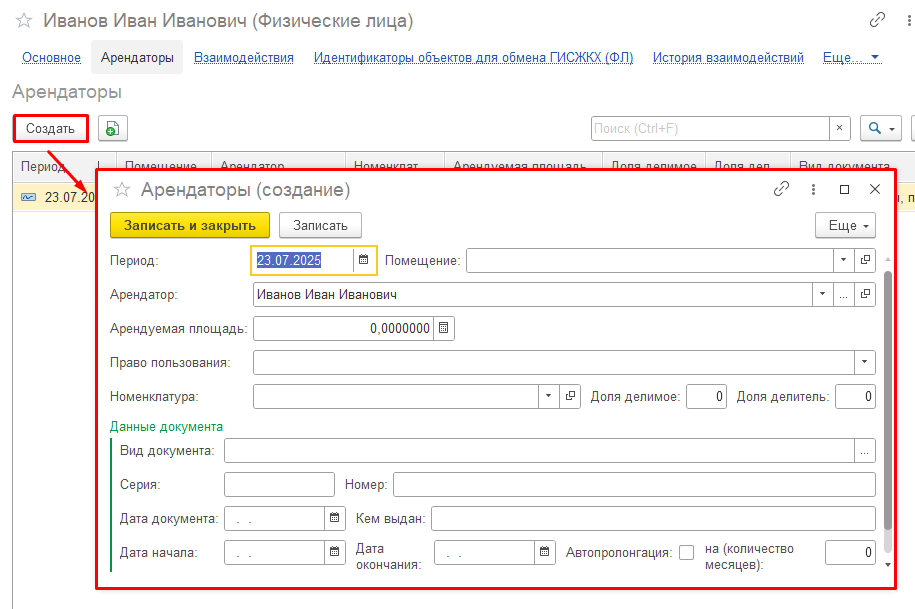 Иванов Иван Иванович (Физические лица)
Основное Арендаторы Взаимодействия Идентификаторы объектов для обмена ГИСЖКХ (ФЛ) История взаимодействий Еще...
Арендаторы
Создать Поиск (Ctrl+F) ×
Период Помещение Арендатор Номенклат Арендуемая площадь Доля делимое Доля дел Вид документа
23.07.20
Арендаторы (создание)
Записать и закрыть Записать Еще
Период: 23.07.2025 Помещение:
Арендатор: Иванов Иван Иванович ...
Арендуемая площадь: 0,0000000
Право пользования:
Номенклатура: Доля делимое: 0 Доля делитель: 0
Данные документа
Вид документа: ...
Серия: Номер:
Дата документа: . . Кем выдан:
Дата начала: . . Дата окончания: . . Автопролонгация: на (количество месяцев): 0